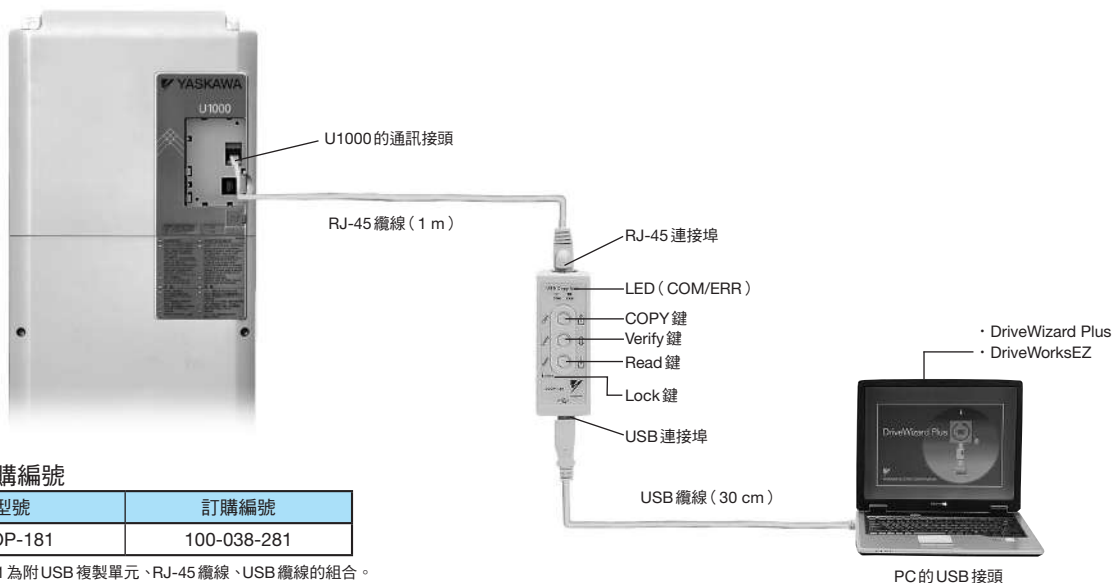 YASKAWA
U1000
U1000的通訊接頭
RJ-45纜線(1 m)
RJ-45連接埠
LED(COM/ERR)
COPY鍵
Verify鍵
Read鍵
Lock鍵
USB連接埠
USB纜線(30 cm)
・DriveWizard Plus
・DriveWorksEZ
DriveWizard Plus
PC的USB接頭
購編號
型號 訂購編號
OP-181 100-038-281
為附USB複製單元、RJ-45纜線、USB纜線的組合。